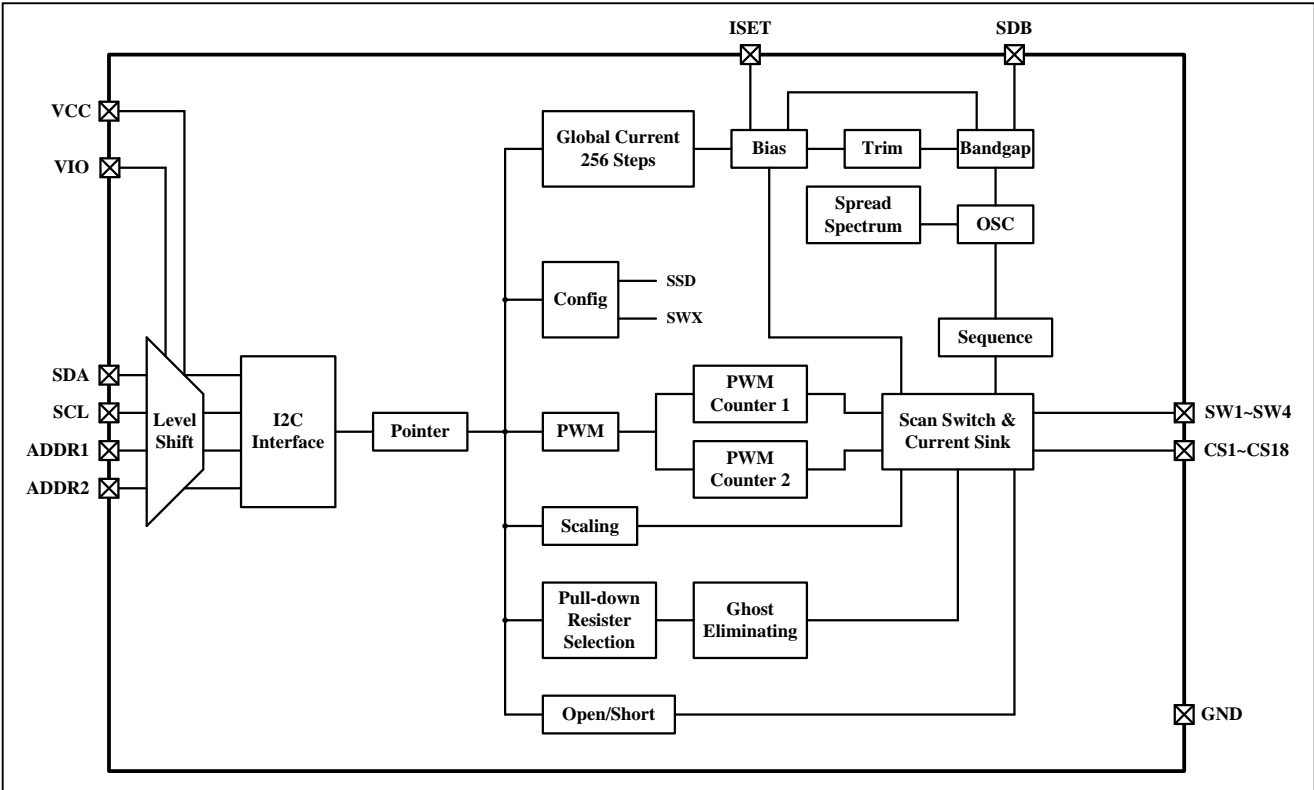 ISET
SDB
VCC
VIO
Global Current
256 Steps
Bias
Trim
Bandgap
Spread
Spectrum
OSC
Config
SSD
SWX
Sequence
SDA
SCL
ADDR1
ADDR2
Level
Shift
I2C
Interface
Pointer
PWM
PWM
Counter 1
PWM
Counter 2
Scan Switch &
Current Sink
SW1~SW4
CS1~CS18
Scaling
Pull-down
Resister
Selection
Ghost
Eliminating
Open/Short
GND